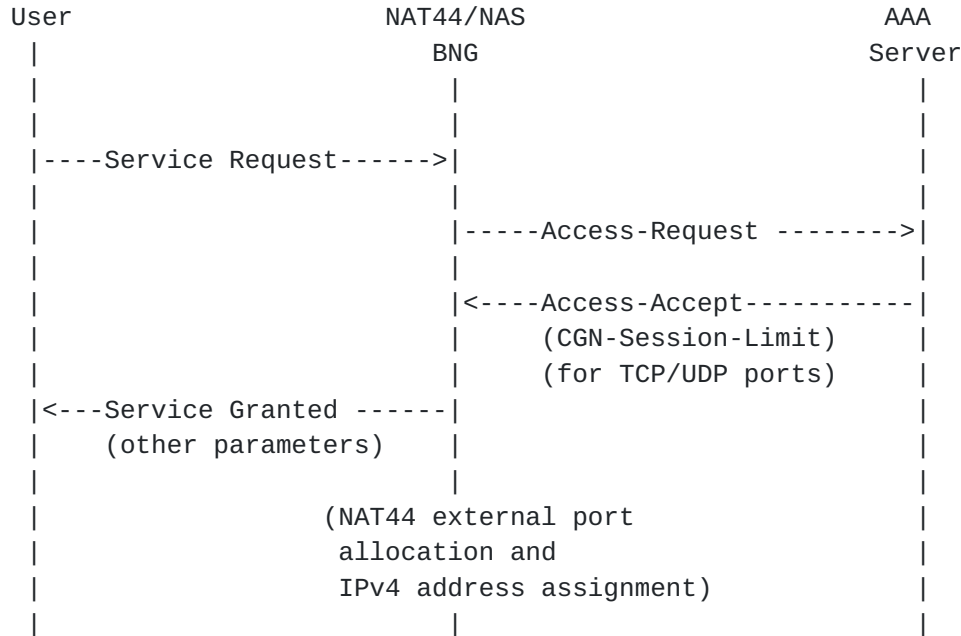 User NAT44/NAS AAA
| BNG Server
| | |
| | |
|----Service Request------>| |
| | |
| |-----Access-Request -------->|
| | |
| |<----Access-Accept-----------|
| | (CGN-Session-Limit) |
| | (for TCP/UDP ports) |
|<---Service Granted ------| |
| (other parameters) | |
| | |
| (NAT44 external port |
| allocation and |
| IPv4 address assignment) |
| | |